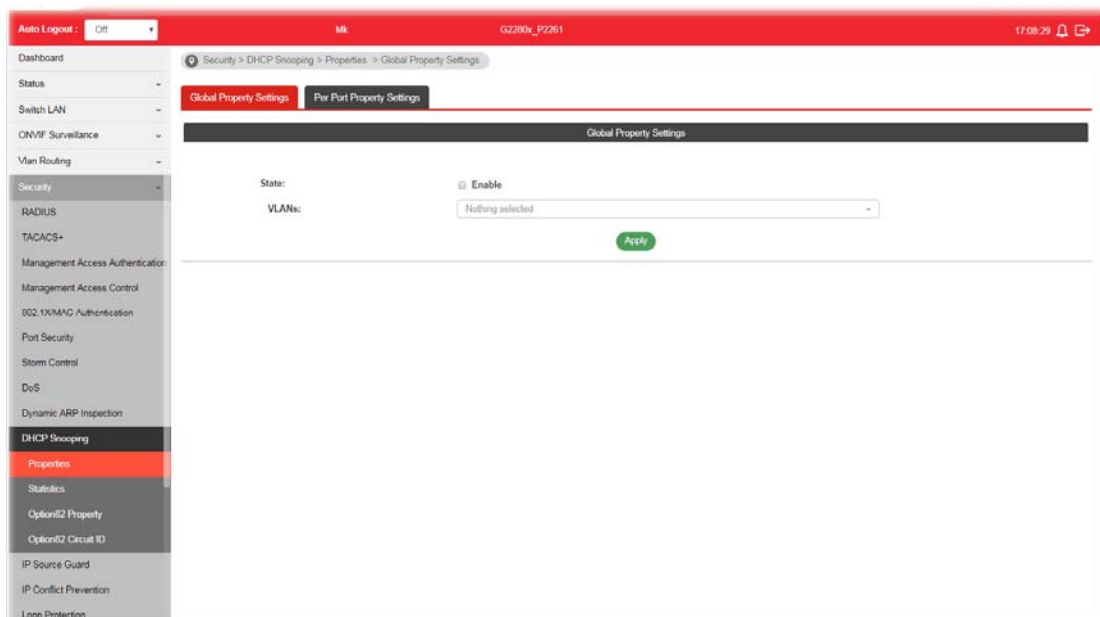 Auto Logout : Off Mk G2280x_P2261 17:08:29
Dashboard
Security > DHCP Snooping > Properties > Global Property Settings
Status
Global Property Settings Per Port Property Settings
Switch LAN
ONVIF Surveillance
Global Property Settings
Vlan Routing
Security
State: Enable
RADIUS
VLANs: Nothing selected
TACACS+
Apply
Management Access Authentication
Management Access Control
802.1X/MAC Authentication
Port Security
Storm Control
DoS
Dynamic ARP Inspection
DHCP Snooping
Properties
Statistics
Option82 Property
Option82 Circuit ID
IP Source Guard
IP Conflict Prevention
Loop Protection